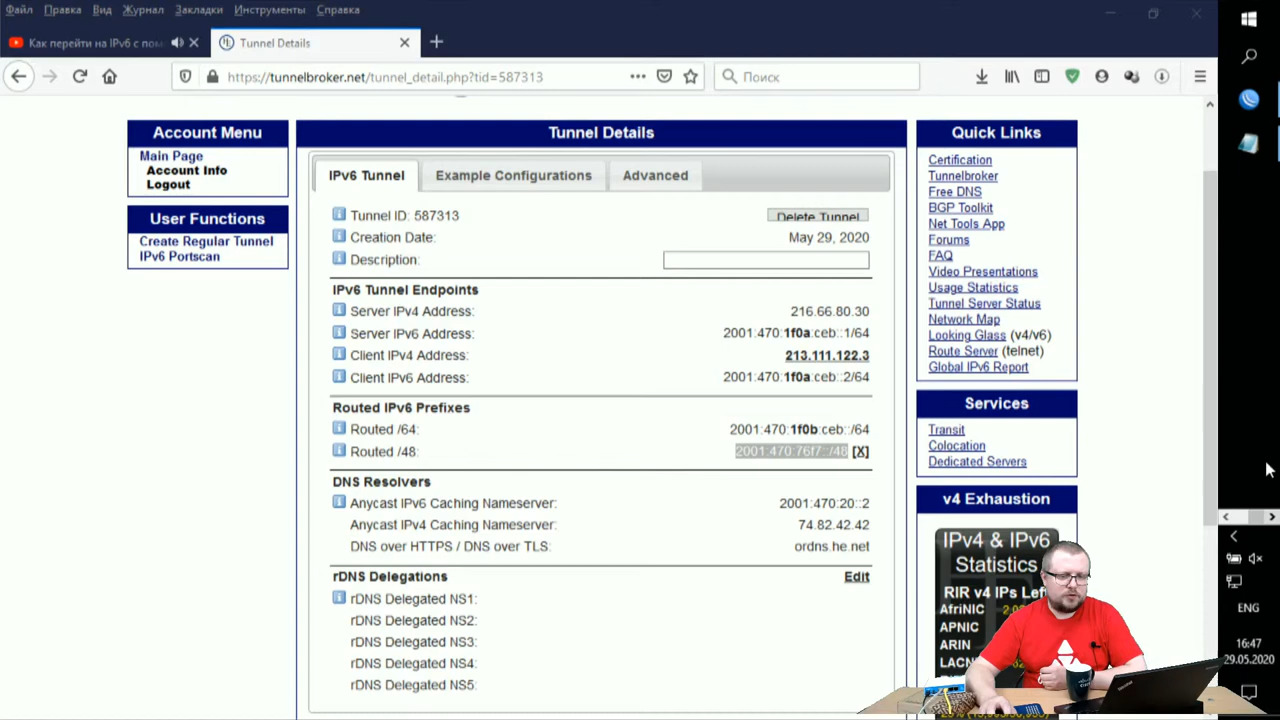 Файл Правка Вид Журнал Закладки Инструменты Справка
Как перейти на IPv6 с пом
Tunnel Details
https://tunnelbroker.net/tunnel_detail.php?tid=587313
Поиск
Account Menu
Main Page
Account Info
Logout
User Functions
Create Regular Tunnel
IPv6 Portscan
Tunnel Details
IPv6 Tunnel Example Configurations Advanced
Tunnel ID: 587313 Delete Tunnel
Creation Date: May 29, 2020
Description:
IPv6 Tunnel Endpoints
Server IPv4 Address: 216.66.80.30
Server IPv6 Address: 2001:470:1f0a:ceb::1/64
Client IPv4 Address: 213.111.122.3
Client IPv6 Address: 2001:470:1f0a:ceb::2/64
Routed IPv6 Prefixes
Routed /64: 2001:470:1f0b:ceb::/64
Routed /48: 2001:470:76f7::/48 [X]
DNS Resolvers
Anycast IPv6 Caching Nameserver: 2001:470:20::2
Anycast IPv4 Caching Nameserver: 74.82.42.42
DNS over HTTPS / DNS over TLS: ordns.he.net
rDNS Delegations Edit
rDNS Delegated NS1:
rDNS Delegated NS2:
rDNS Delegated NS3:
rDNS Delegated NS4:
rDNS Delegated NS5:
Quick Links
Certification
Tunnelbroker
Free DNS
BGP Toolkit
Net Tools App
Forums
FAQ
Video Presentations
Usage Statistics
Tunnel Server Status
Network Map
Looking Glass (v4/v6)
Route Server (telnet)
Global IPv6 Report
Services
Transit
Colocation
Dedicated Servers
v4 Exhaustion
IPv4 & IPv6
Statistics
RIR v4 IPs Left
AfriNIC
APNIC
ARIN
ENG
16:47
29.05.2020